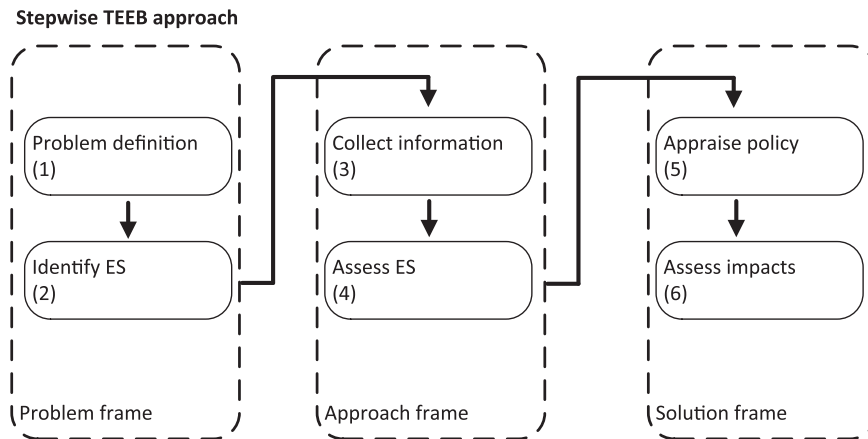 Stepwise TEEB approach
Problem definition
(1)
Identify ES
(2)
Problem frame
Collect information
(3)
Assess ES
(4)
Approach frame
Appraise policy
(5)
Assess impacts
(6)
Solution frame